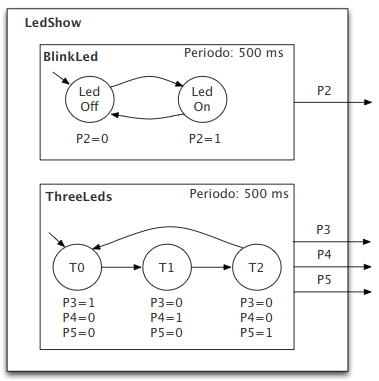 LedShow
BlinkLed
Periodo: 500 ms
Led Off
Led On
P2=0
P2=1
P2
ThreeLeds
Periodo: 500 ms
T0
T1
T2
P3=1
P4=0
P5=0
P3=0
P4=1
P5=0
P3=0
P4=0
P5=1
P3
P4
P5